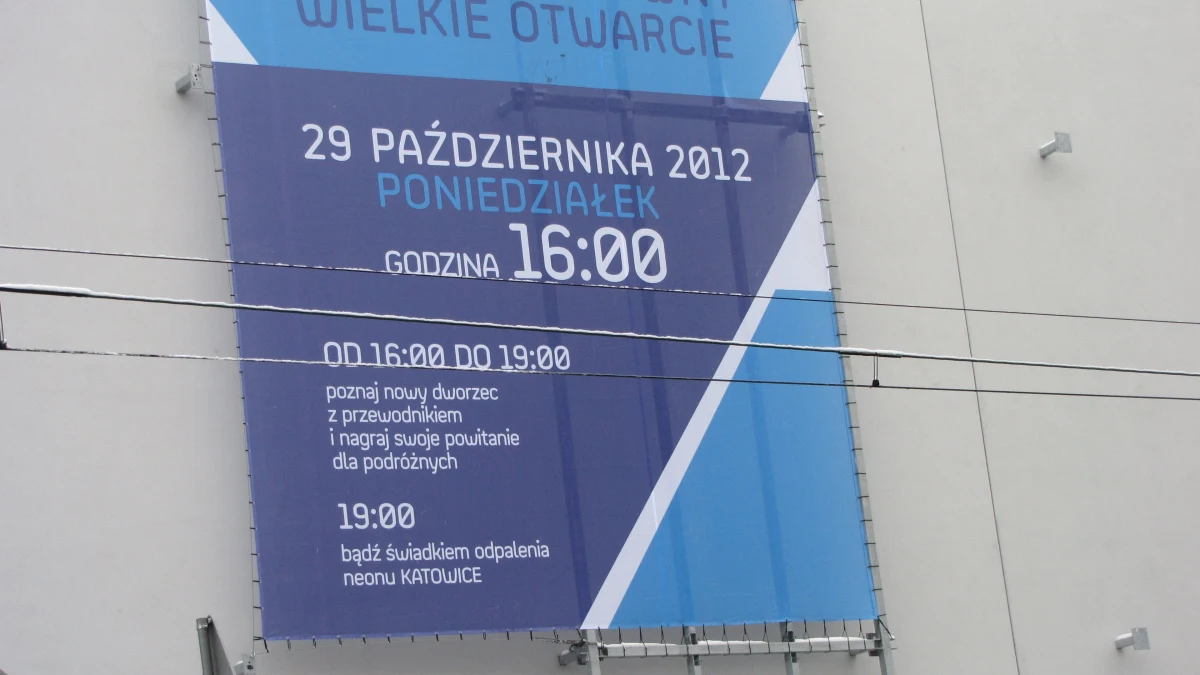 WIELKIE OTWARCIE
29 PAŹDZIERNIKA 2012
PONIEDZIAŁEK
GODZINA 16:00
OD 16:00 DO 19:00
poznaj nowy dworzec
z przewodnikiem
i nagraj swoje powitanie
dla podróżnych
19:00
bądź świadkiem odpalenia
neonu KATOWICE